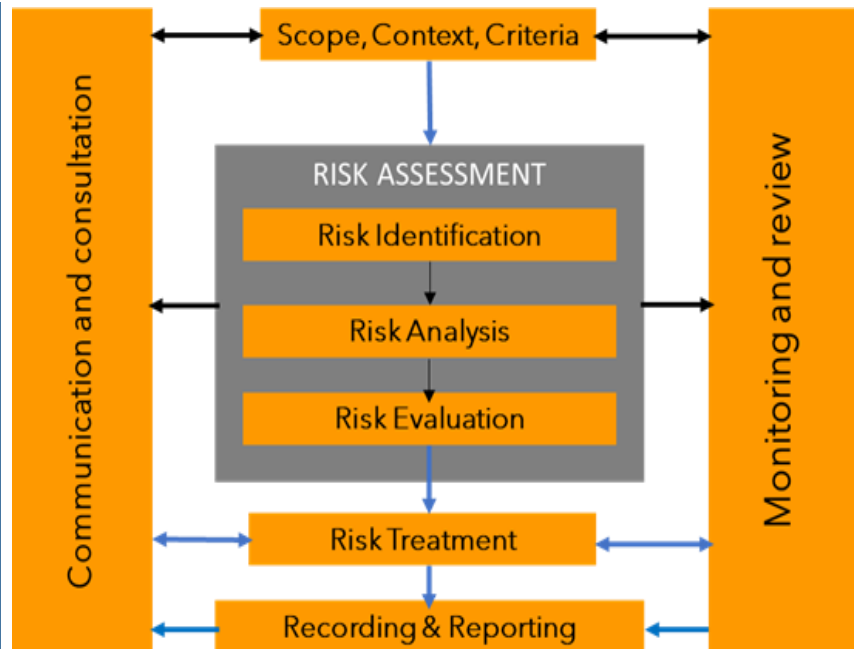 Scope, Context, Criteria
RISK ASSESSMENT
Risk Identification
Risk Analysis
Risk Evaluation
Risk Treatment
Recording & Reporting
Communication and consultation
Monitoring and review